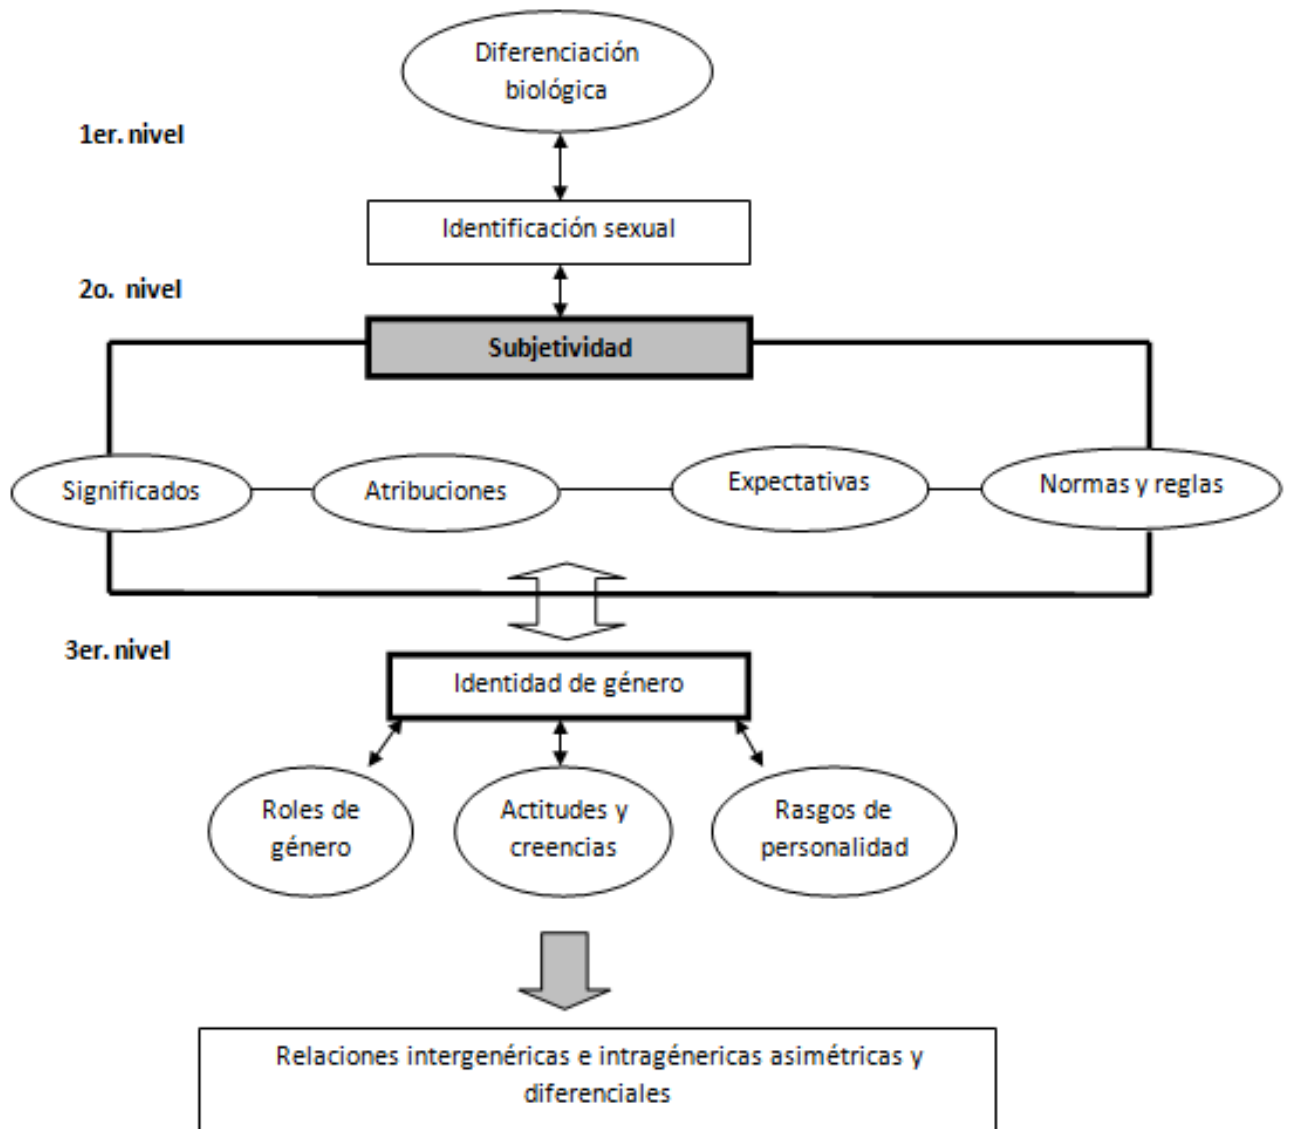 Diferenciación
biológica
1er. nivel
Identificación sexual
2o. nivel
Subjetividad
Significados
Atribuciones
Expectativas
Normas y reglas
3er. nivel
Identidad de género
Roles de
género
Actitudes y
creencias
Rasgos de
personalidad
Relaciones intergenéricas e intragénericas asimétricas y
diferenciales